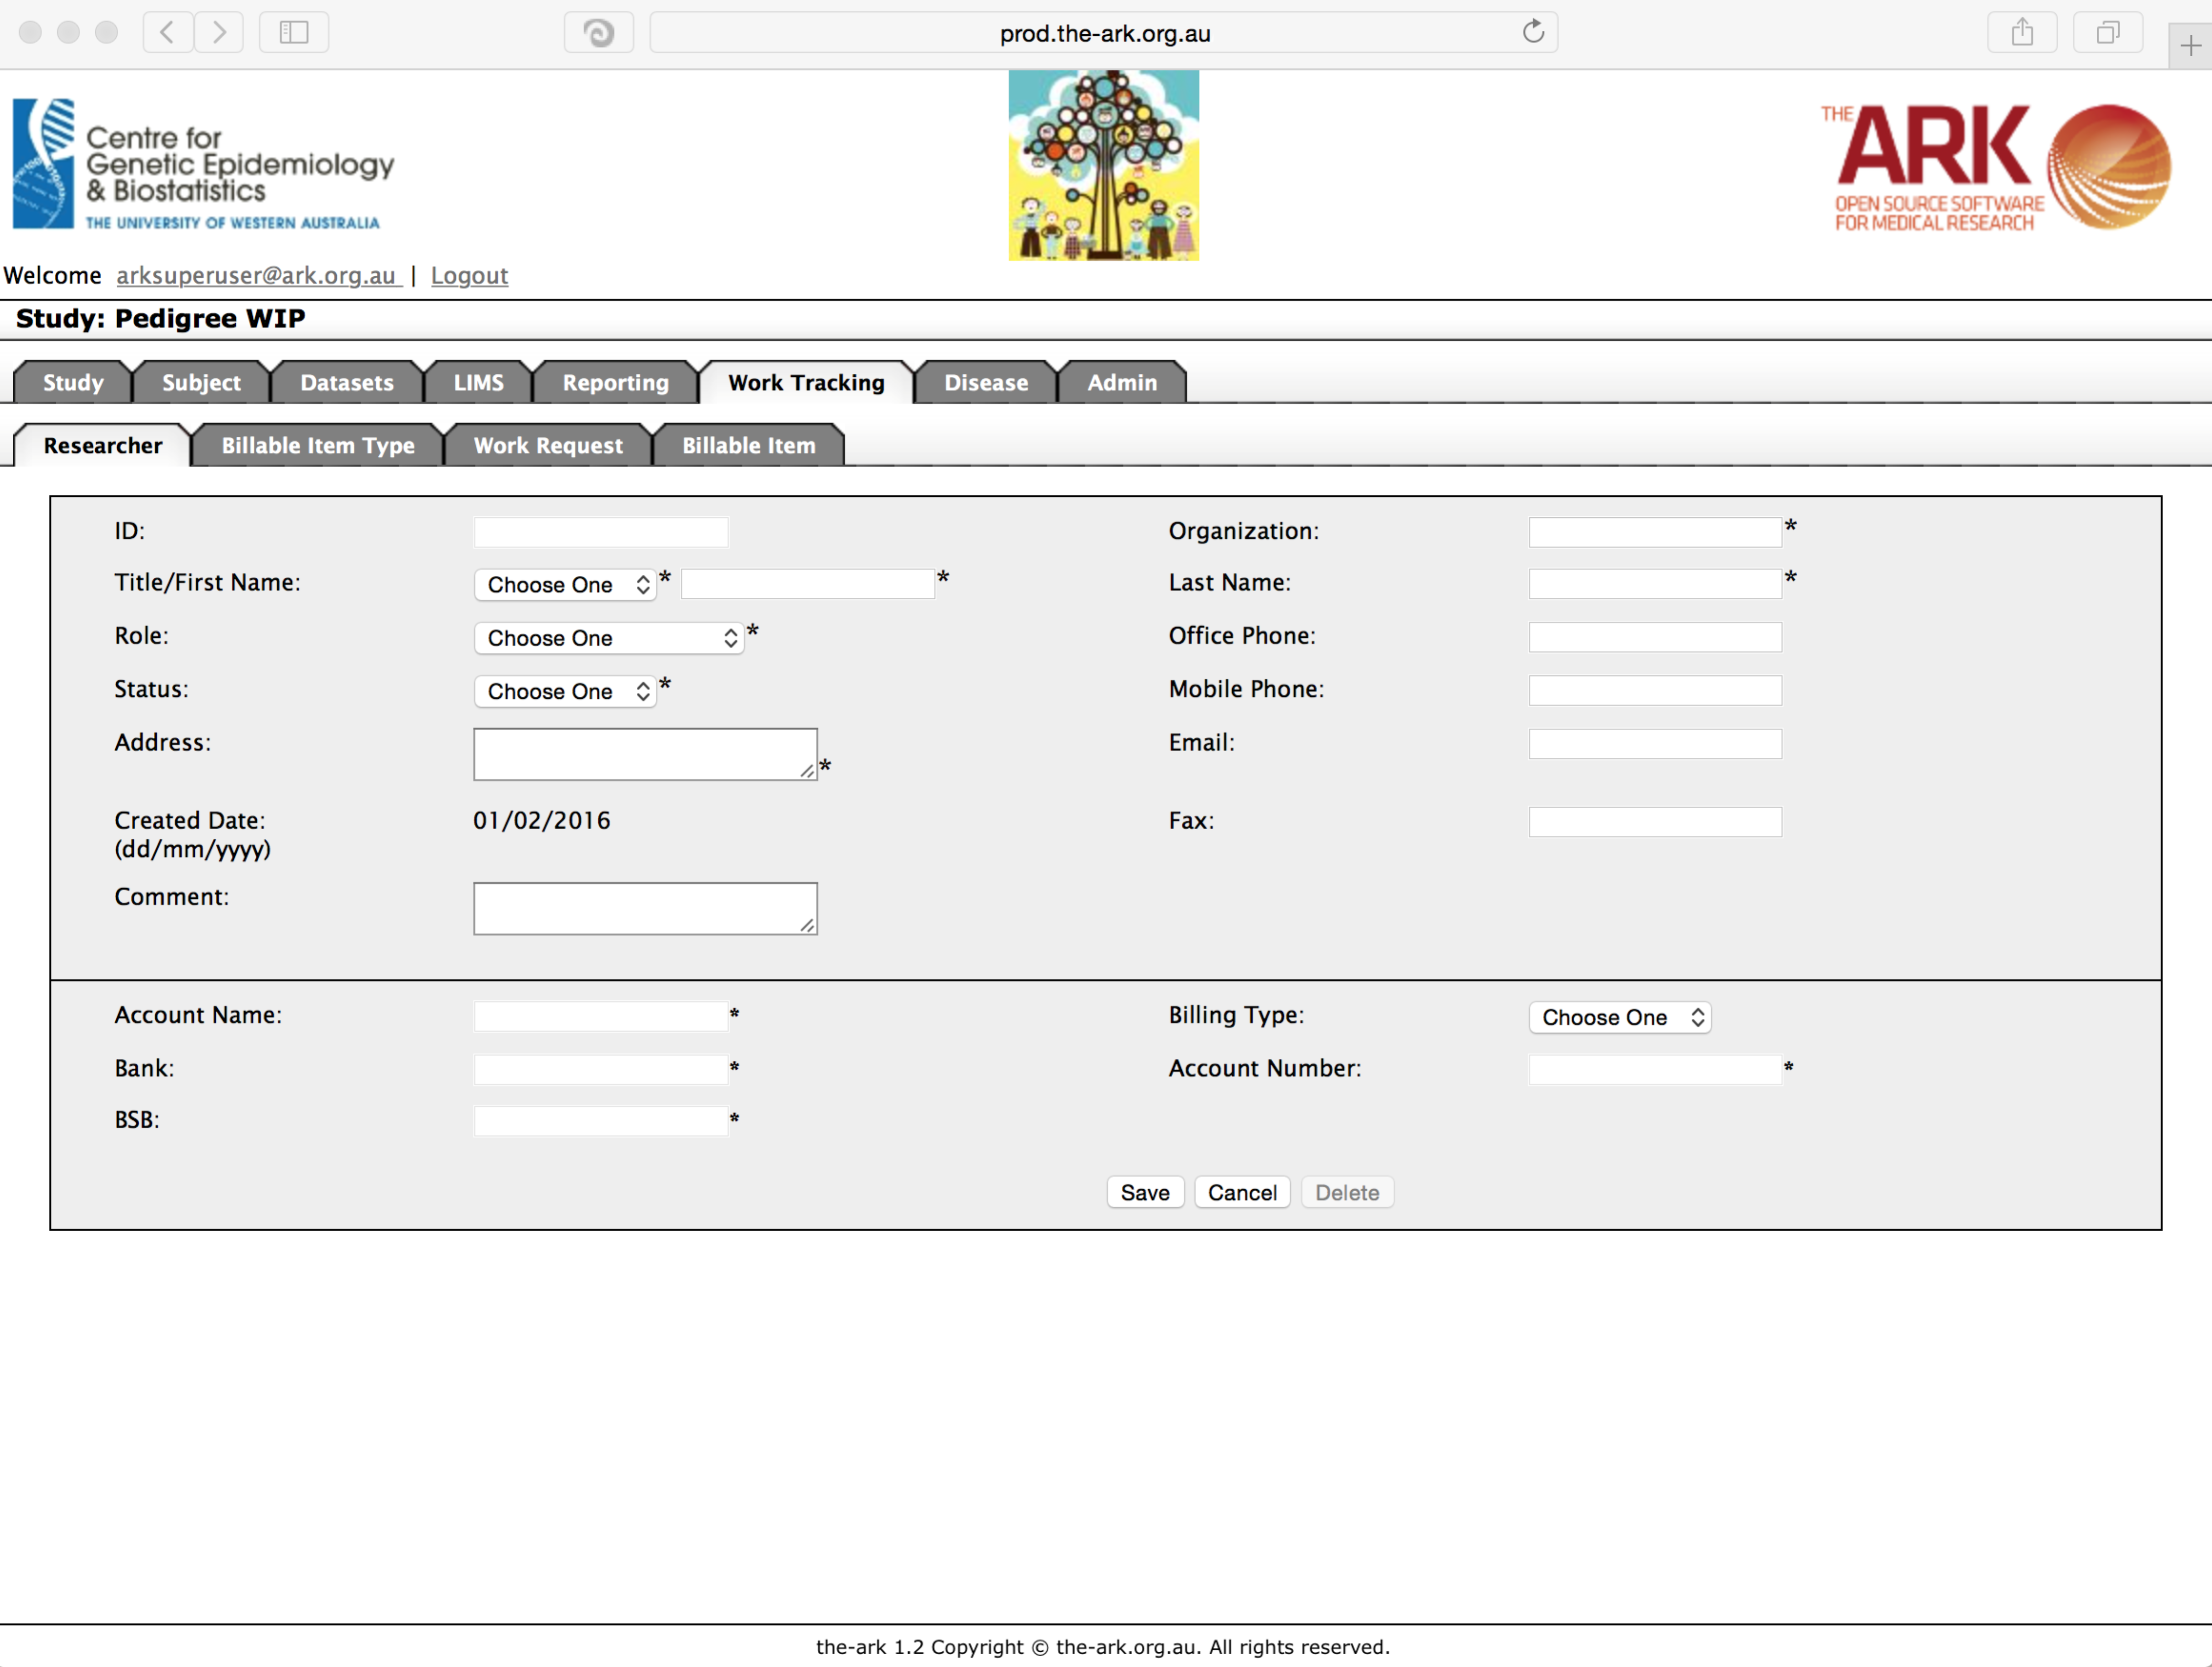 prod.the-ark.org.au
Centre for
Genetic Epidemiology
& Biostatistics
THE UNIVERSITY OF WESTERN AUSTRALIA
THE ARK
OPEN SOURCE SOFTWARE
FOR MEDICAL RESEARCH
Welcome arksuperuser@ark.org.au | Logout
Study: Pedigree WIP
Study Subject Datasets LIMS Reporting Work Tracking Disease Admin
Researcher Billable Item Type Work Request Billable Item
ID: Organization: *
Title/First Name: Choose One * * Last Name: *
Role: Choose One * Office Phone:
Status: Choose One * Mobile Phone:
Address: * Email:
Created Date: 01/02/2016 Fax:
(dd/mm/yyyy)
Comment:
Account Name: * Billing Type: Choose One
Bank: * Account Number: *
BSB: *
Save Cancel Delete
the-ark 1.2 Copyright © the-ark.org.au. All rights reserved.